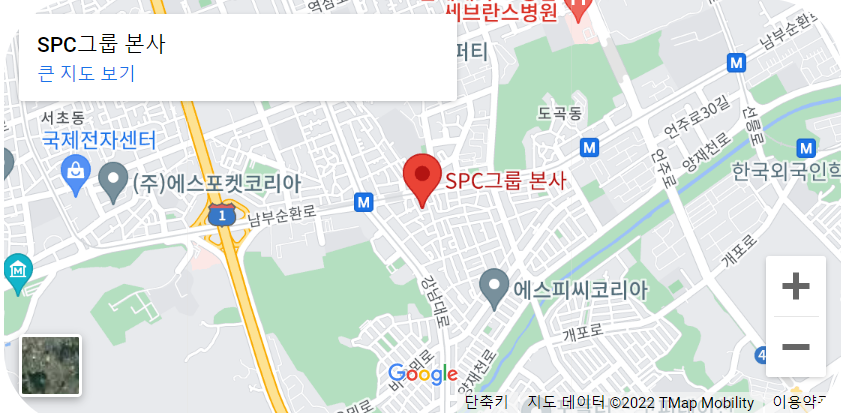 SPC그룹 본사
큰 지도 보기
역삼로
세브란스병원
퍼티
남부순환로
서초동
국제전자센터
도곡동
언주로30길
선릉로
M
M
M
(주)에스포켓코리아
SPC그룹 본사
언주로
양재천로
한국외국인학
M
1
남부순환로
개포로
강남대로
에스피씨코리아
개포로
4
Google
양재천로
단축키
지도 데이터 ©2022 TMap Mobility
이용약관